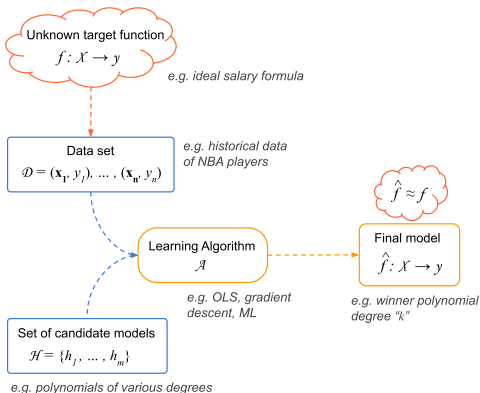 Unknown target function
f : X → y
e.g. ideal salary formula
Data set
D = (x₁, y₁), ... , (xₙ, yₙ)
e.g. historical data
of NBA players
f̂ ≈ f
Learning Algorithm
A
e.g. OLS, gradient
descent, ML
Final model
f̂ : X → y
e.g. winner polynomial
degree “k”
Set of candidate models
H = {h₁, ... , hₘ}
e.g. polynomials of various degrees